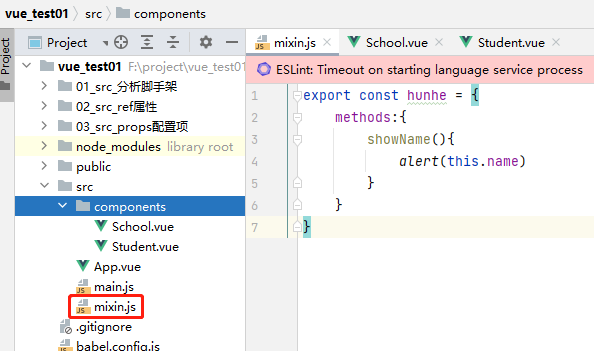 vue_test01 src components
Project
Project
mixin.js School.vue Student.vue
vue_test01 F:\project\vue_test01
01_src_分析脚手架
02_src_ref属性
03_src_props配置项
node_modules library root
public
src
components
School.vue
Student.vue
App.vue
main.js
mixin.js
.gitignore
babel.config.js
ESLint: Timeout on starting language service process
1 export const hunhe = {
2 methods:{
3 showName(){
4 alert(this.name)
5 }
6 }
7 }